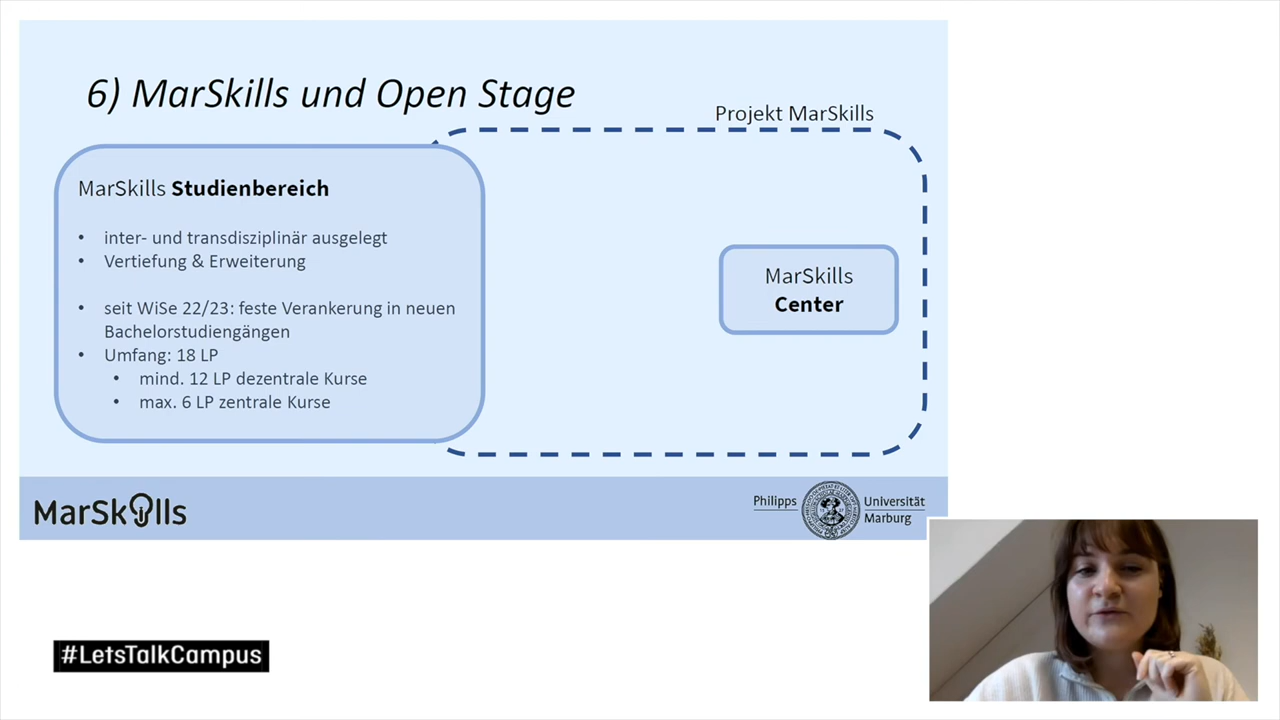 6) MarSkills und Open Stage
Projekt MarSkills
MarSkills Studienbereich
• inter- und transdisziplinär ausgelegt
• Vertiefung & Erweiterung
• seit WiSe 22/23: feste Verankerung in neuen
Bachelorstudiengängen
• Umfang: 18 LP
• mind. 12 LP dezentrale Kurse
• max. 6 LP zentrale Kurse
MarSkills
Center
MarSkills
Philipps Universität
Marburg
#LetsTalkCampus